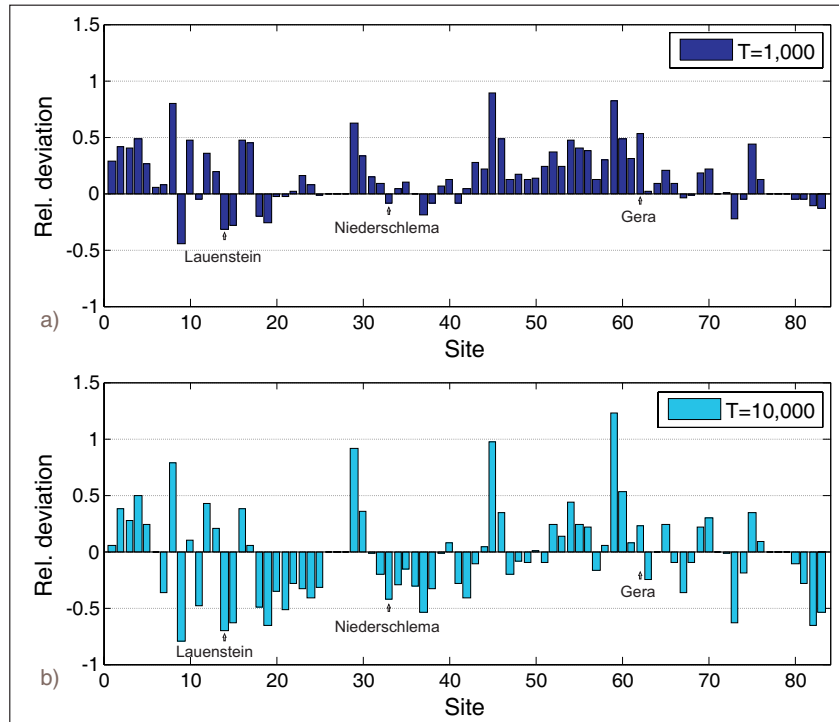 1.5
T=1,000
1
0.5
0
-0.5
-1
Rel. deviation
Lauenstein
Niederschlema
Gera
a)
0 10 20 30 40 50 60 70 80
Site
1.5
T=10,000
1
0.5
0
-0.5
-1
Rel. deviation
Lauenstein
Niederschlema
Gera
b)
0 10 20 30 40 50 60 70 80
Site